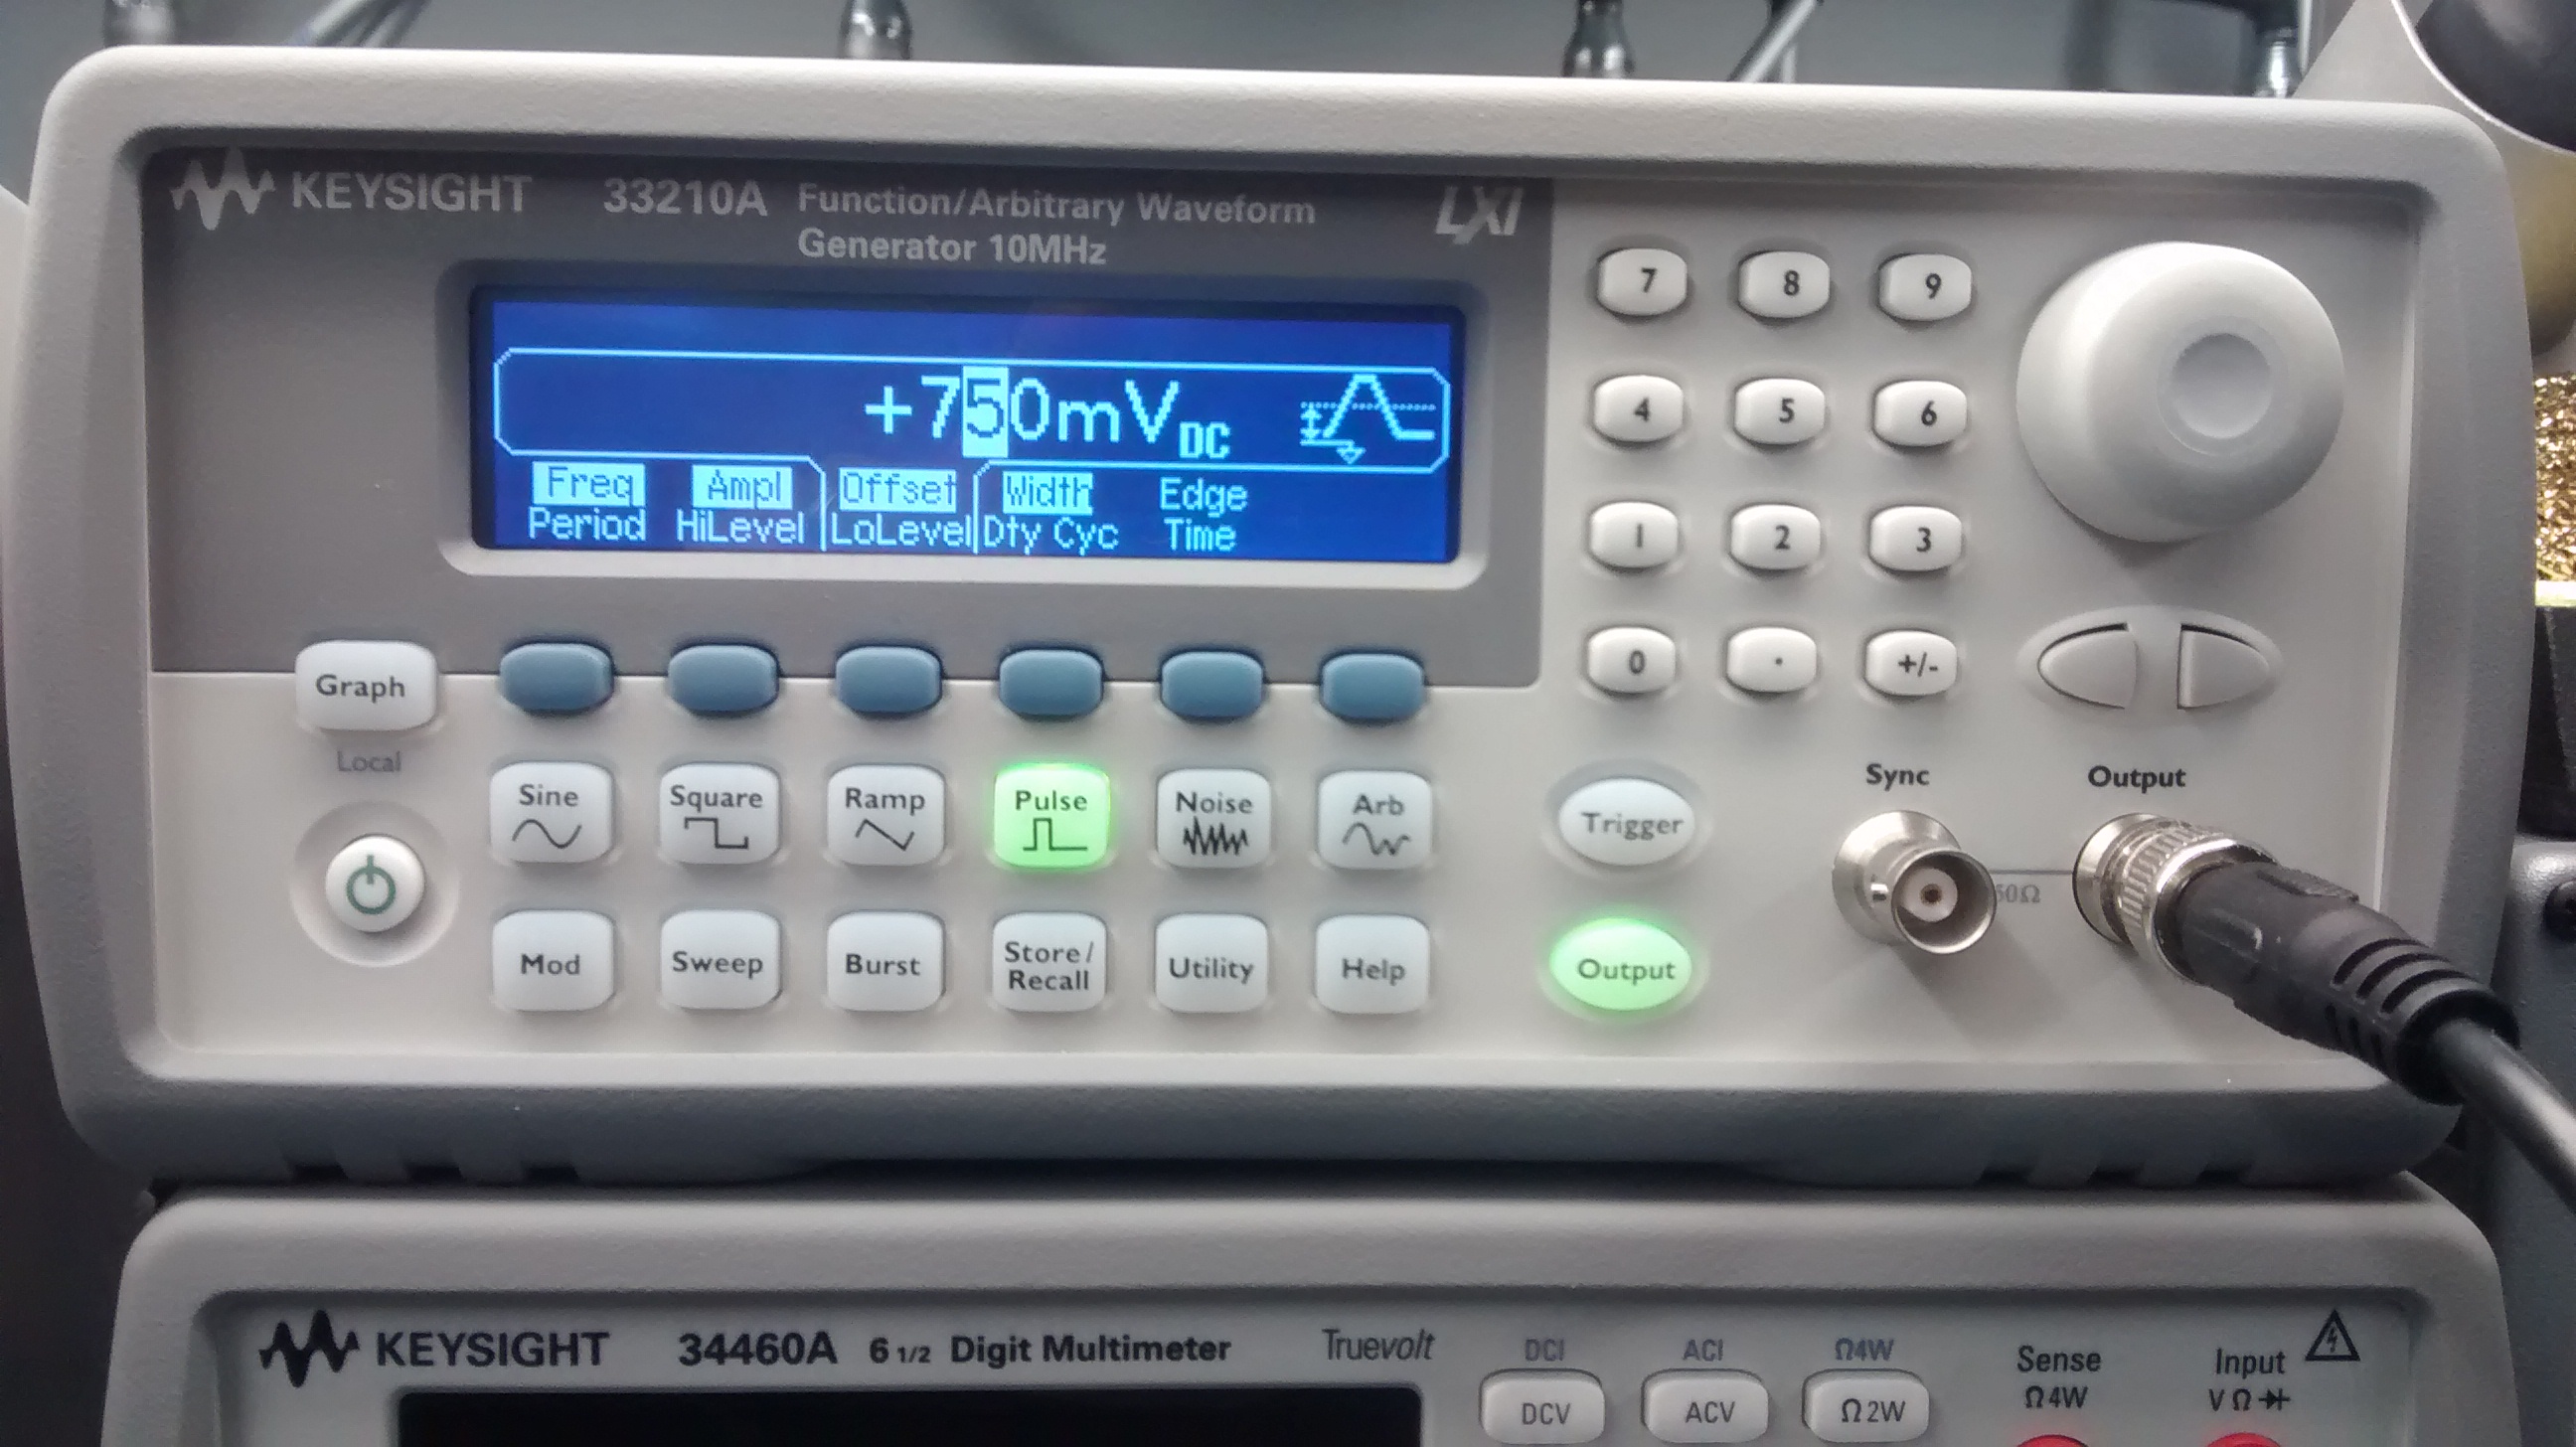 KEYSIGHT 33210A Function/Arbitrary Waveform LXI
Generator 10MHz
+750mVDC
Freq Ampl Offset Width Edge
Period HiLevel LoLevel Dty Cyc Time
7 8 9
4 5 6
1 2 3
0 . +/-
Graph
Local
Sine Square Ramp Pulse Noise Arb
Mod Sweep Burst Store/
Recall Utility Help
Trigger
Output
Sync Output
50Ω
KEYSIGHT 34460A 6 1/2 Digit Multimeter Truevolt
DCI ACI Ω4W
DCV ACV Ω2W
Sense
Ω4W
Input
V Ω